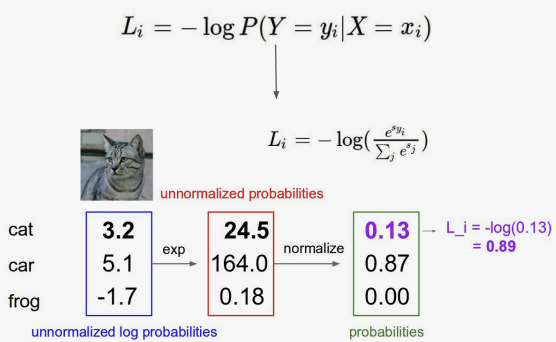 L_i = − log P(Y = y_i|X = x_i)
L_i = − log(e^{s_{y_i}} / ∑_j e^{s_j})
unnormalized probabilities
cat 3.2 24.5 0.13 L_i = -log(0.13)
exp normalize = 0.89
car 5.1 164.0 0.87
frog -1.7 0.18 0.00
unnormalized log probabilities probabilities